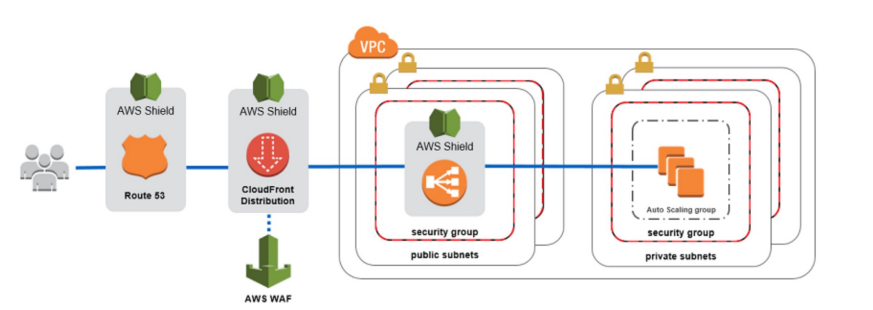 VPC
AWS Shield
Route 53
AWS Shield
CloudFront
Distribution
AWS WAF
AWS Shield
security group
public subnets
Auto Scaling group
security group
private subnets